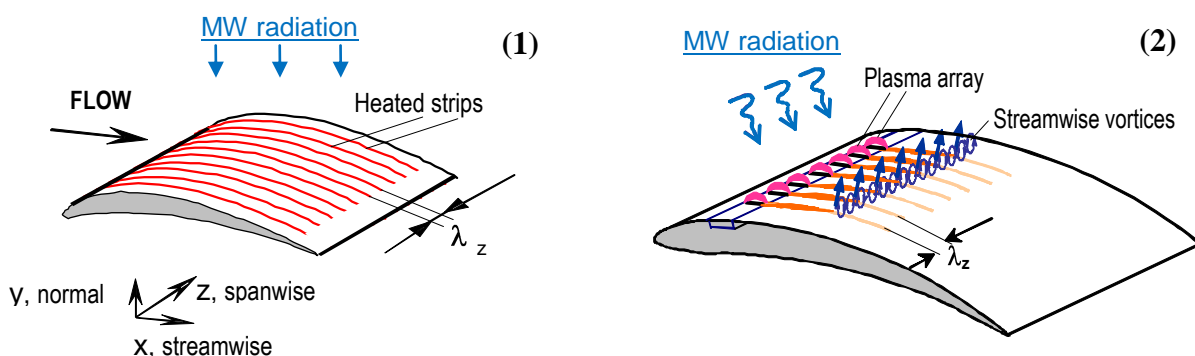 MW radiation
(1)
FLOW
Heated strips
λ z
y, normal
z, spanwise
x, streamwise
(2)
MW radiation
Plasma array
Streamwise vortices
λz